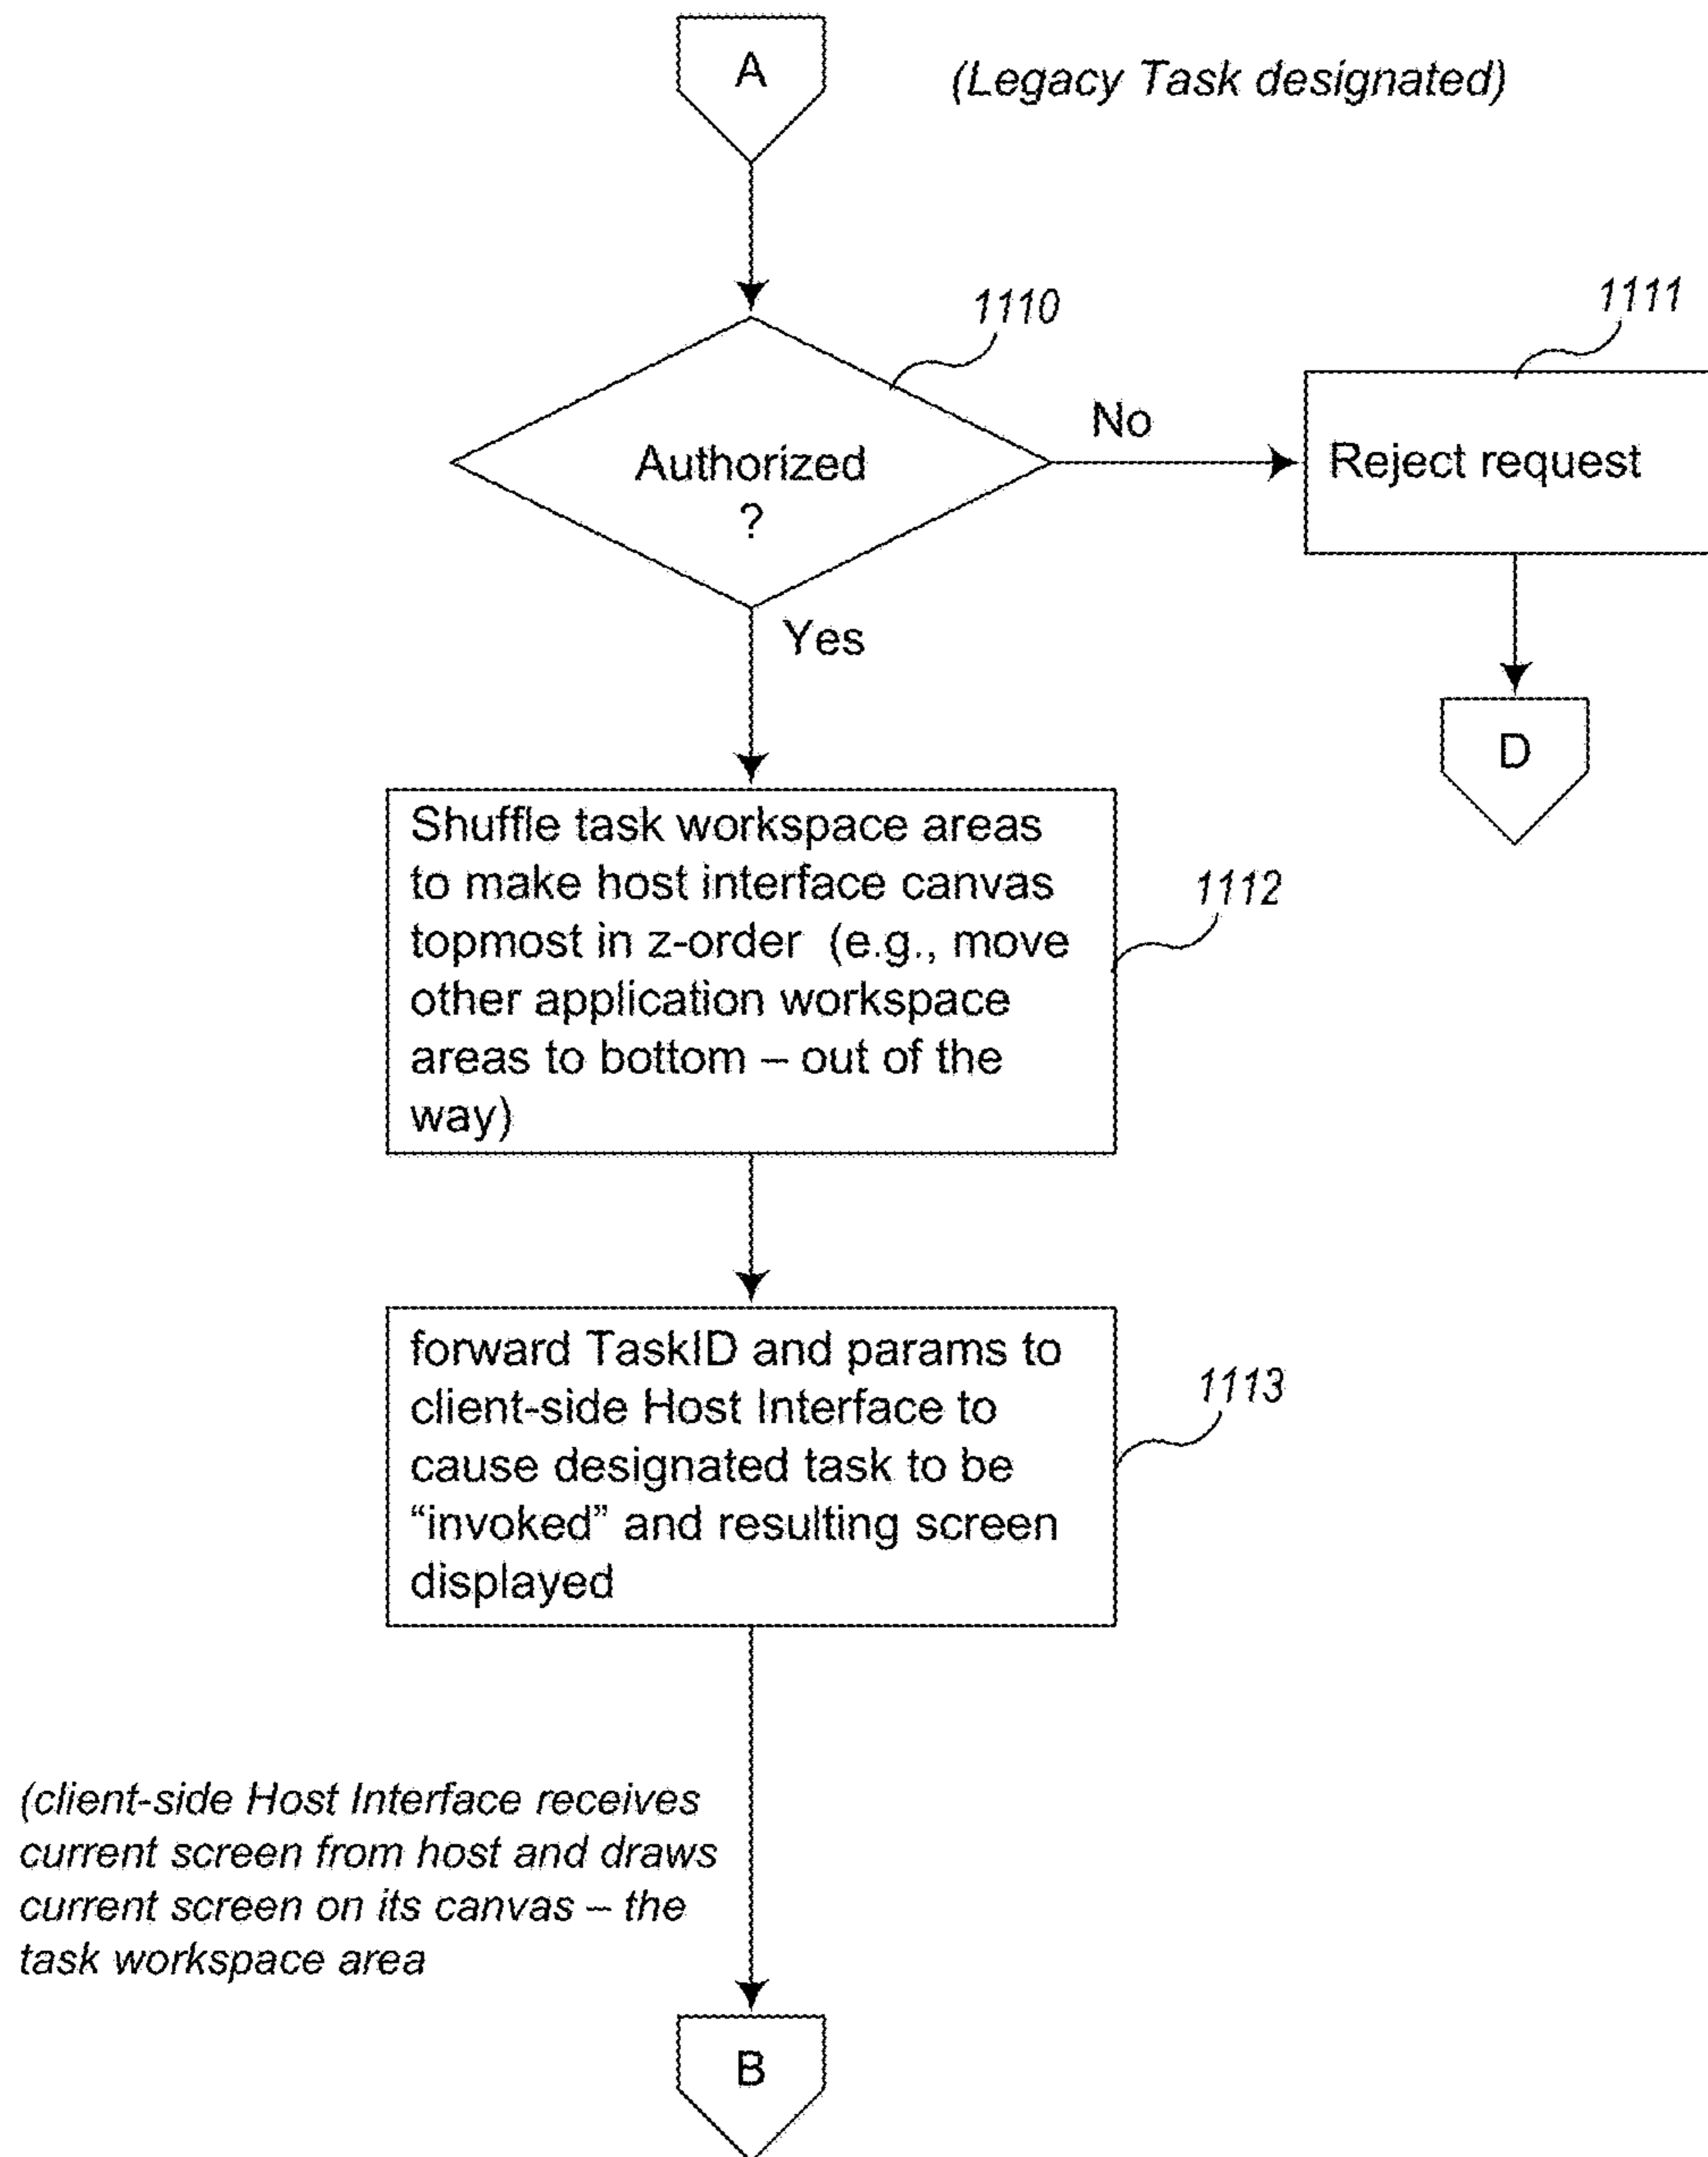 A
(Legacy Task designated)
1110
1111
Authorized
?
No
Reject request
Yes
D
Shuffle task workspace areas
to make host interface canvas
topmost in z-order (e.g., move
other application workspace
areas to bottom – out of the
way)
1112
forward TaskID and params to
client-side Host Interface to
cause designated task to be
“invoked” and resulting screen
displayed
1113
(client-side Host Interface receives
current screen from host and draws
current screen on its canvas – the
task workspace area
B